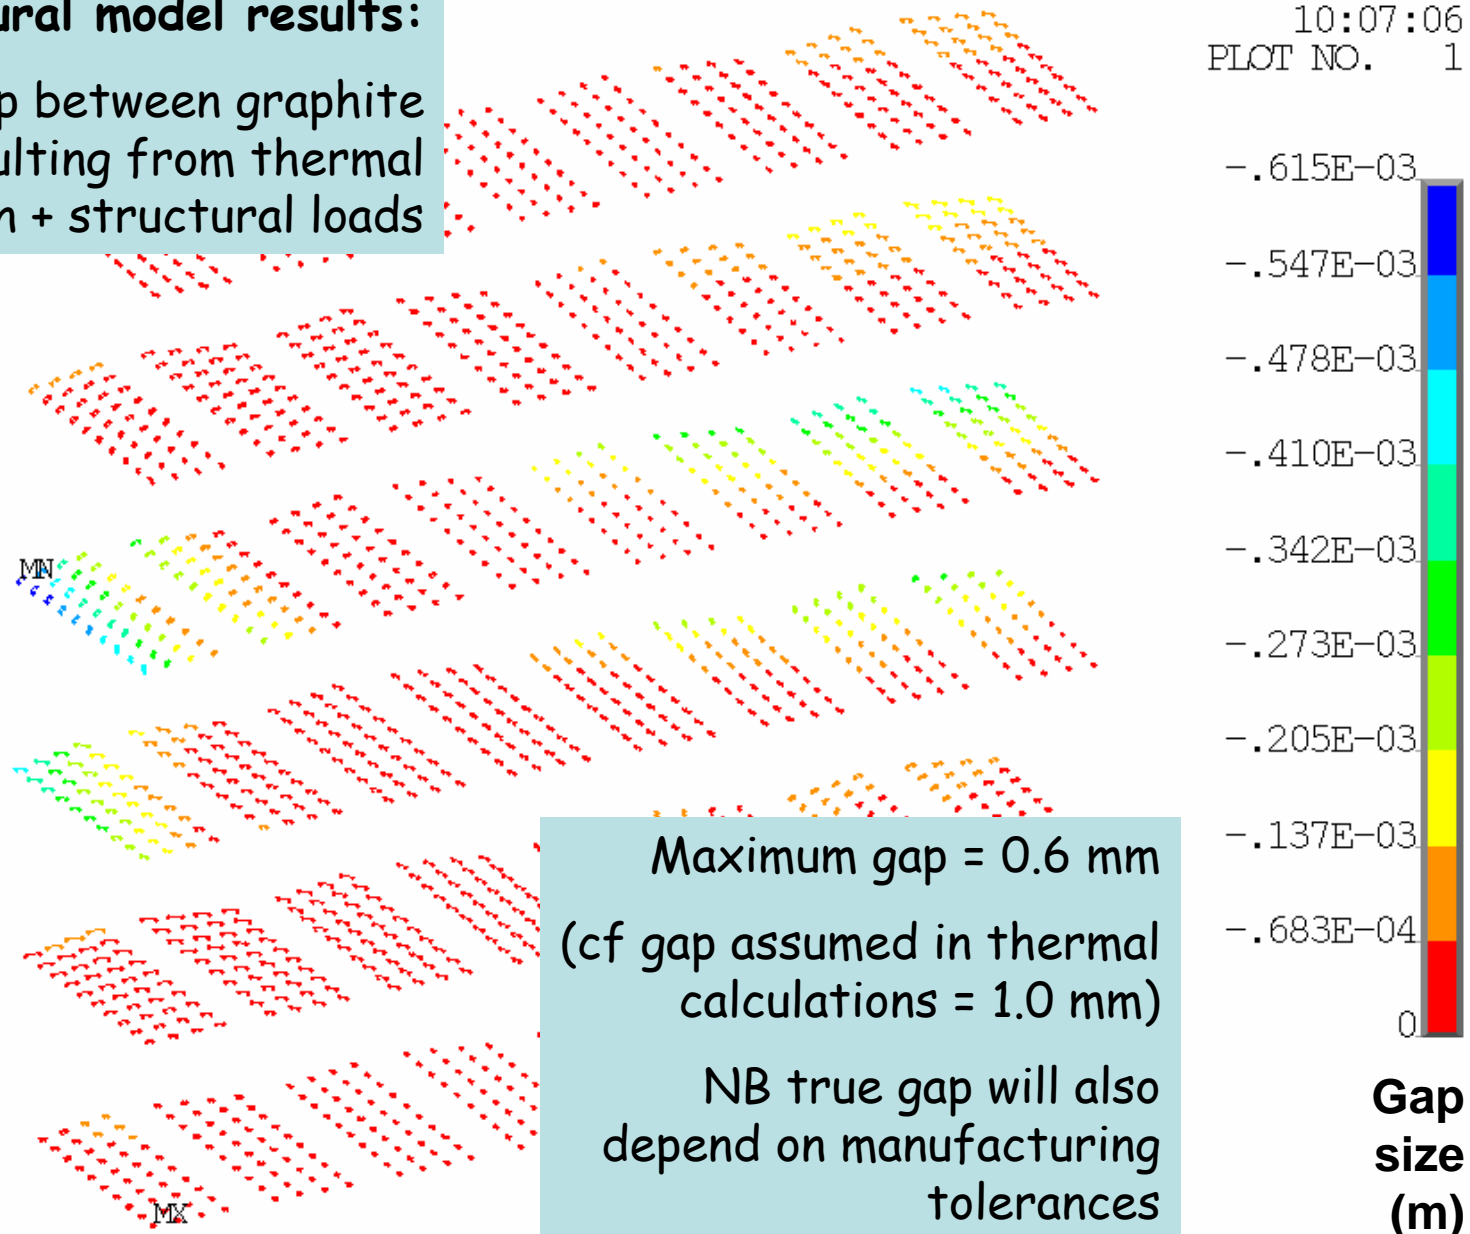 ural model results:
p between graphite
ulting from thermal
n + structural loads
10:07:06
PLOT NO. 1
-.615E-03
-.547E-03
-.478E-03
-.410E-03
-.342E-03
-.273E-03
-.205E-03
-.137E-03
-.683E-04
0
Gap
size
(m)
MN
MX
Maximum gap = 0.6 mm
(cf gap assumed in thermal
calculations = 1.0 mm)
NB true gap will also
depend on manufacturing
tolerances